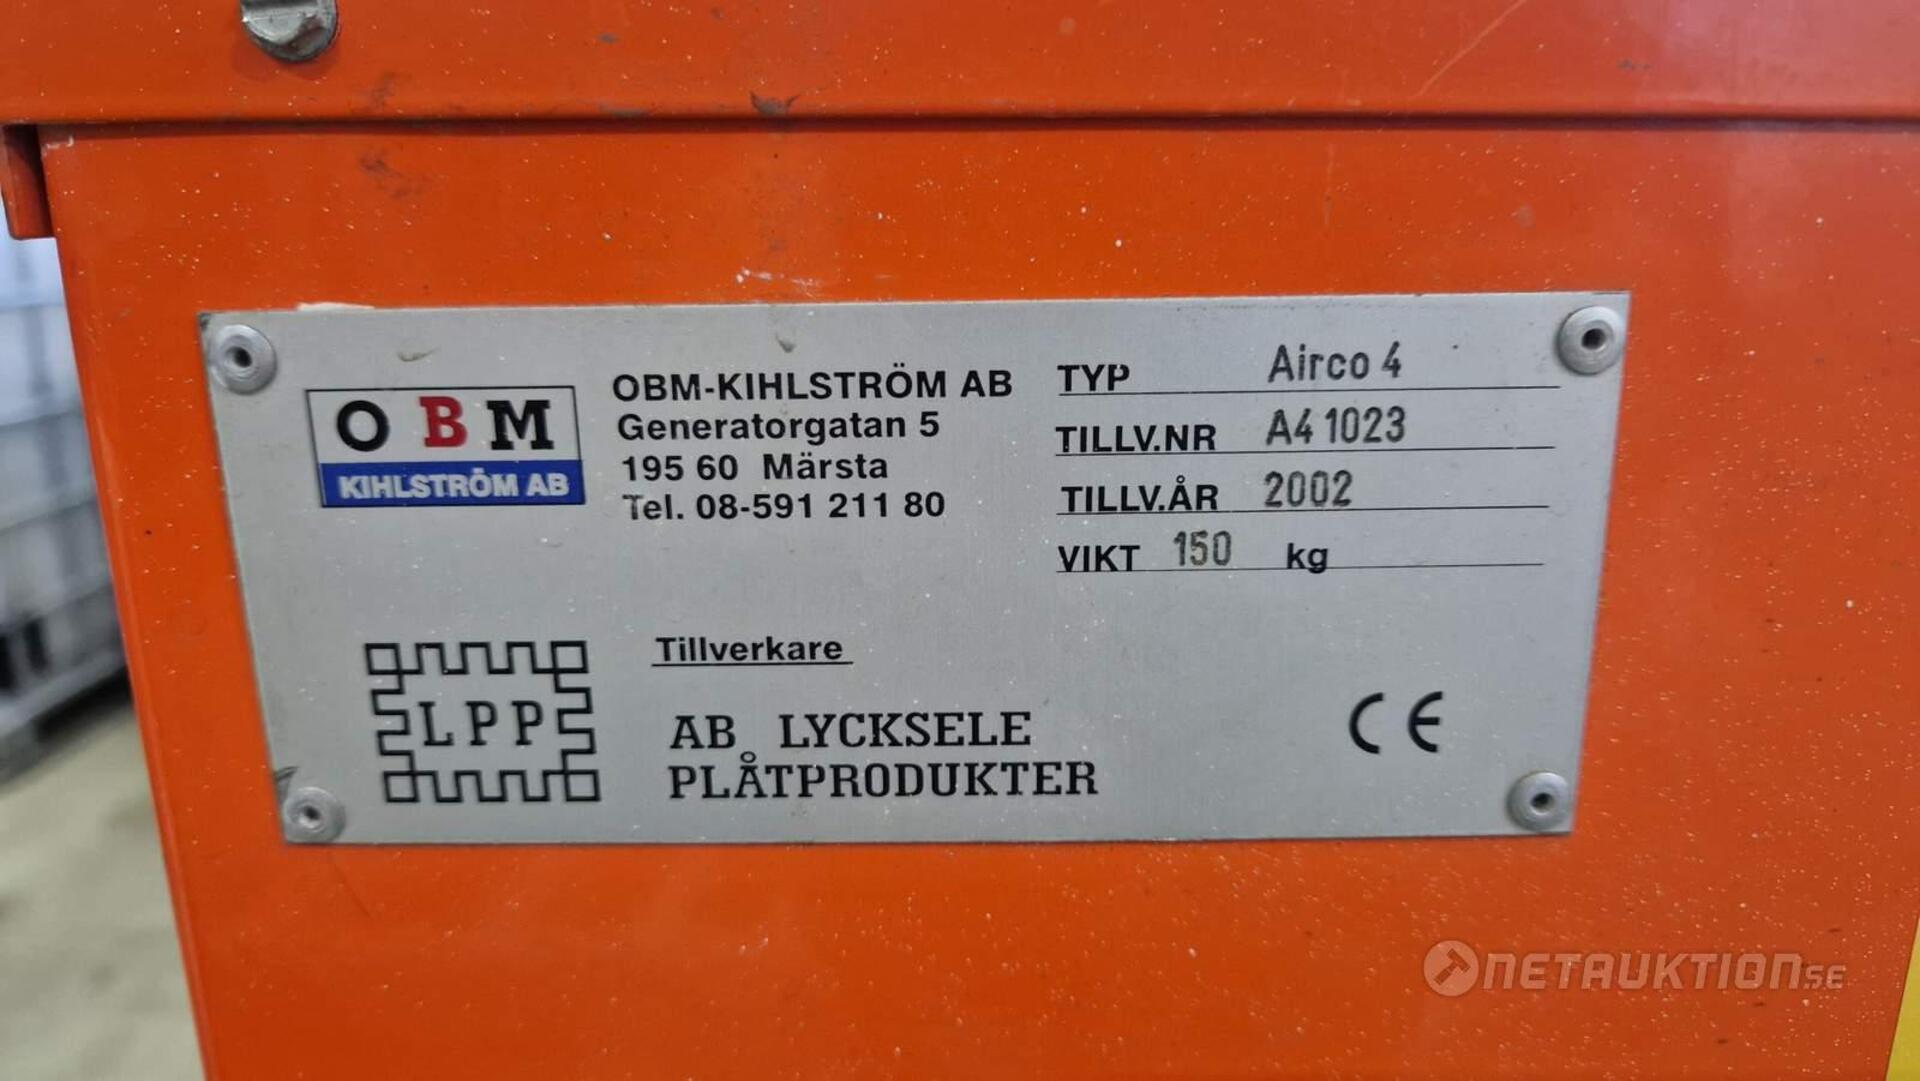 O B M
KIHLSTRÖM AB
OBM-KIHLSTRÖM AB
Generatorgatan 5
195 60 Märsta
Tel. 08-591 211 80
TYP Airco 4
TILLV.NR A4 1023
TILLV.ÅR 2002
VIKT 150 kg
LPP
Tillverkare
AB LYCKSELE
PLÅTPRODUKTER
CE
NETAUKTION.SE